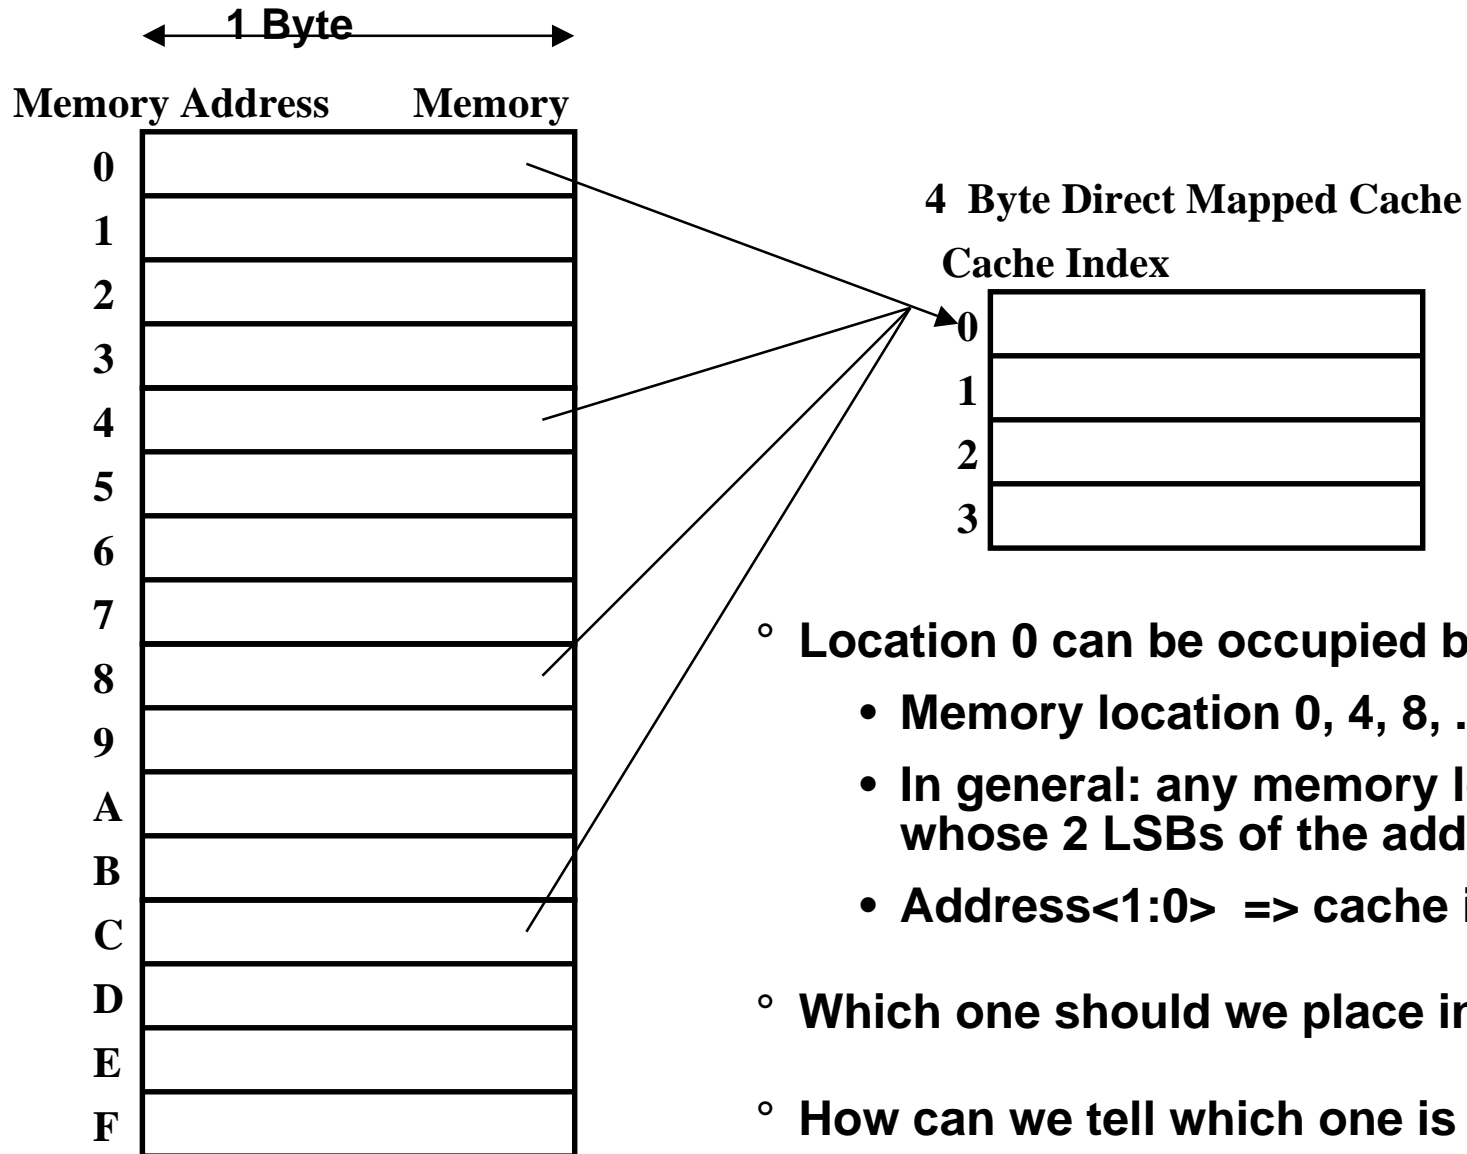 1 Byte
Memory Address Memory
0
1
2
3
4
5
6
7
8
9
A
B
C
D
E
F
4 Byte Direct Mapped Cache
Cache Index
0
1
2
3
° Location 0 can be occupied b
• Memory location 0, 4, 8, .
• In general: any memory l
whose 2 LSBs of the add
• Address<1:0> => cache i
° Which one should we place in
° How can we tell which one is